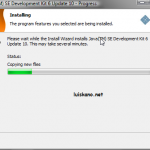 SE Development Kit 6 Update 10 - Progress
Installing
The program features you selected are being installed.
Please wait while the Install Wizard installs Java(TM) SE Development Kit 6
Update 10. This may take several minutes.
Status:
Copying new files
luiskano.net